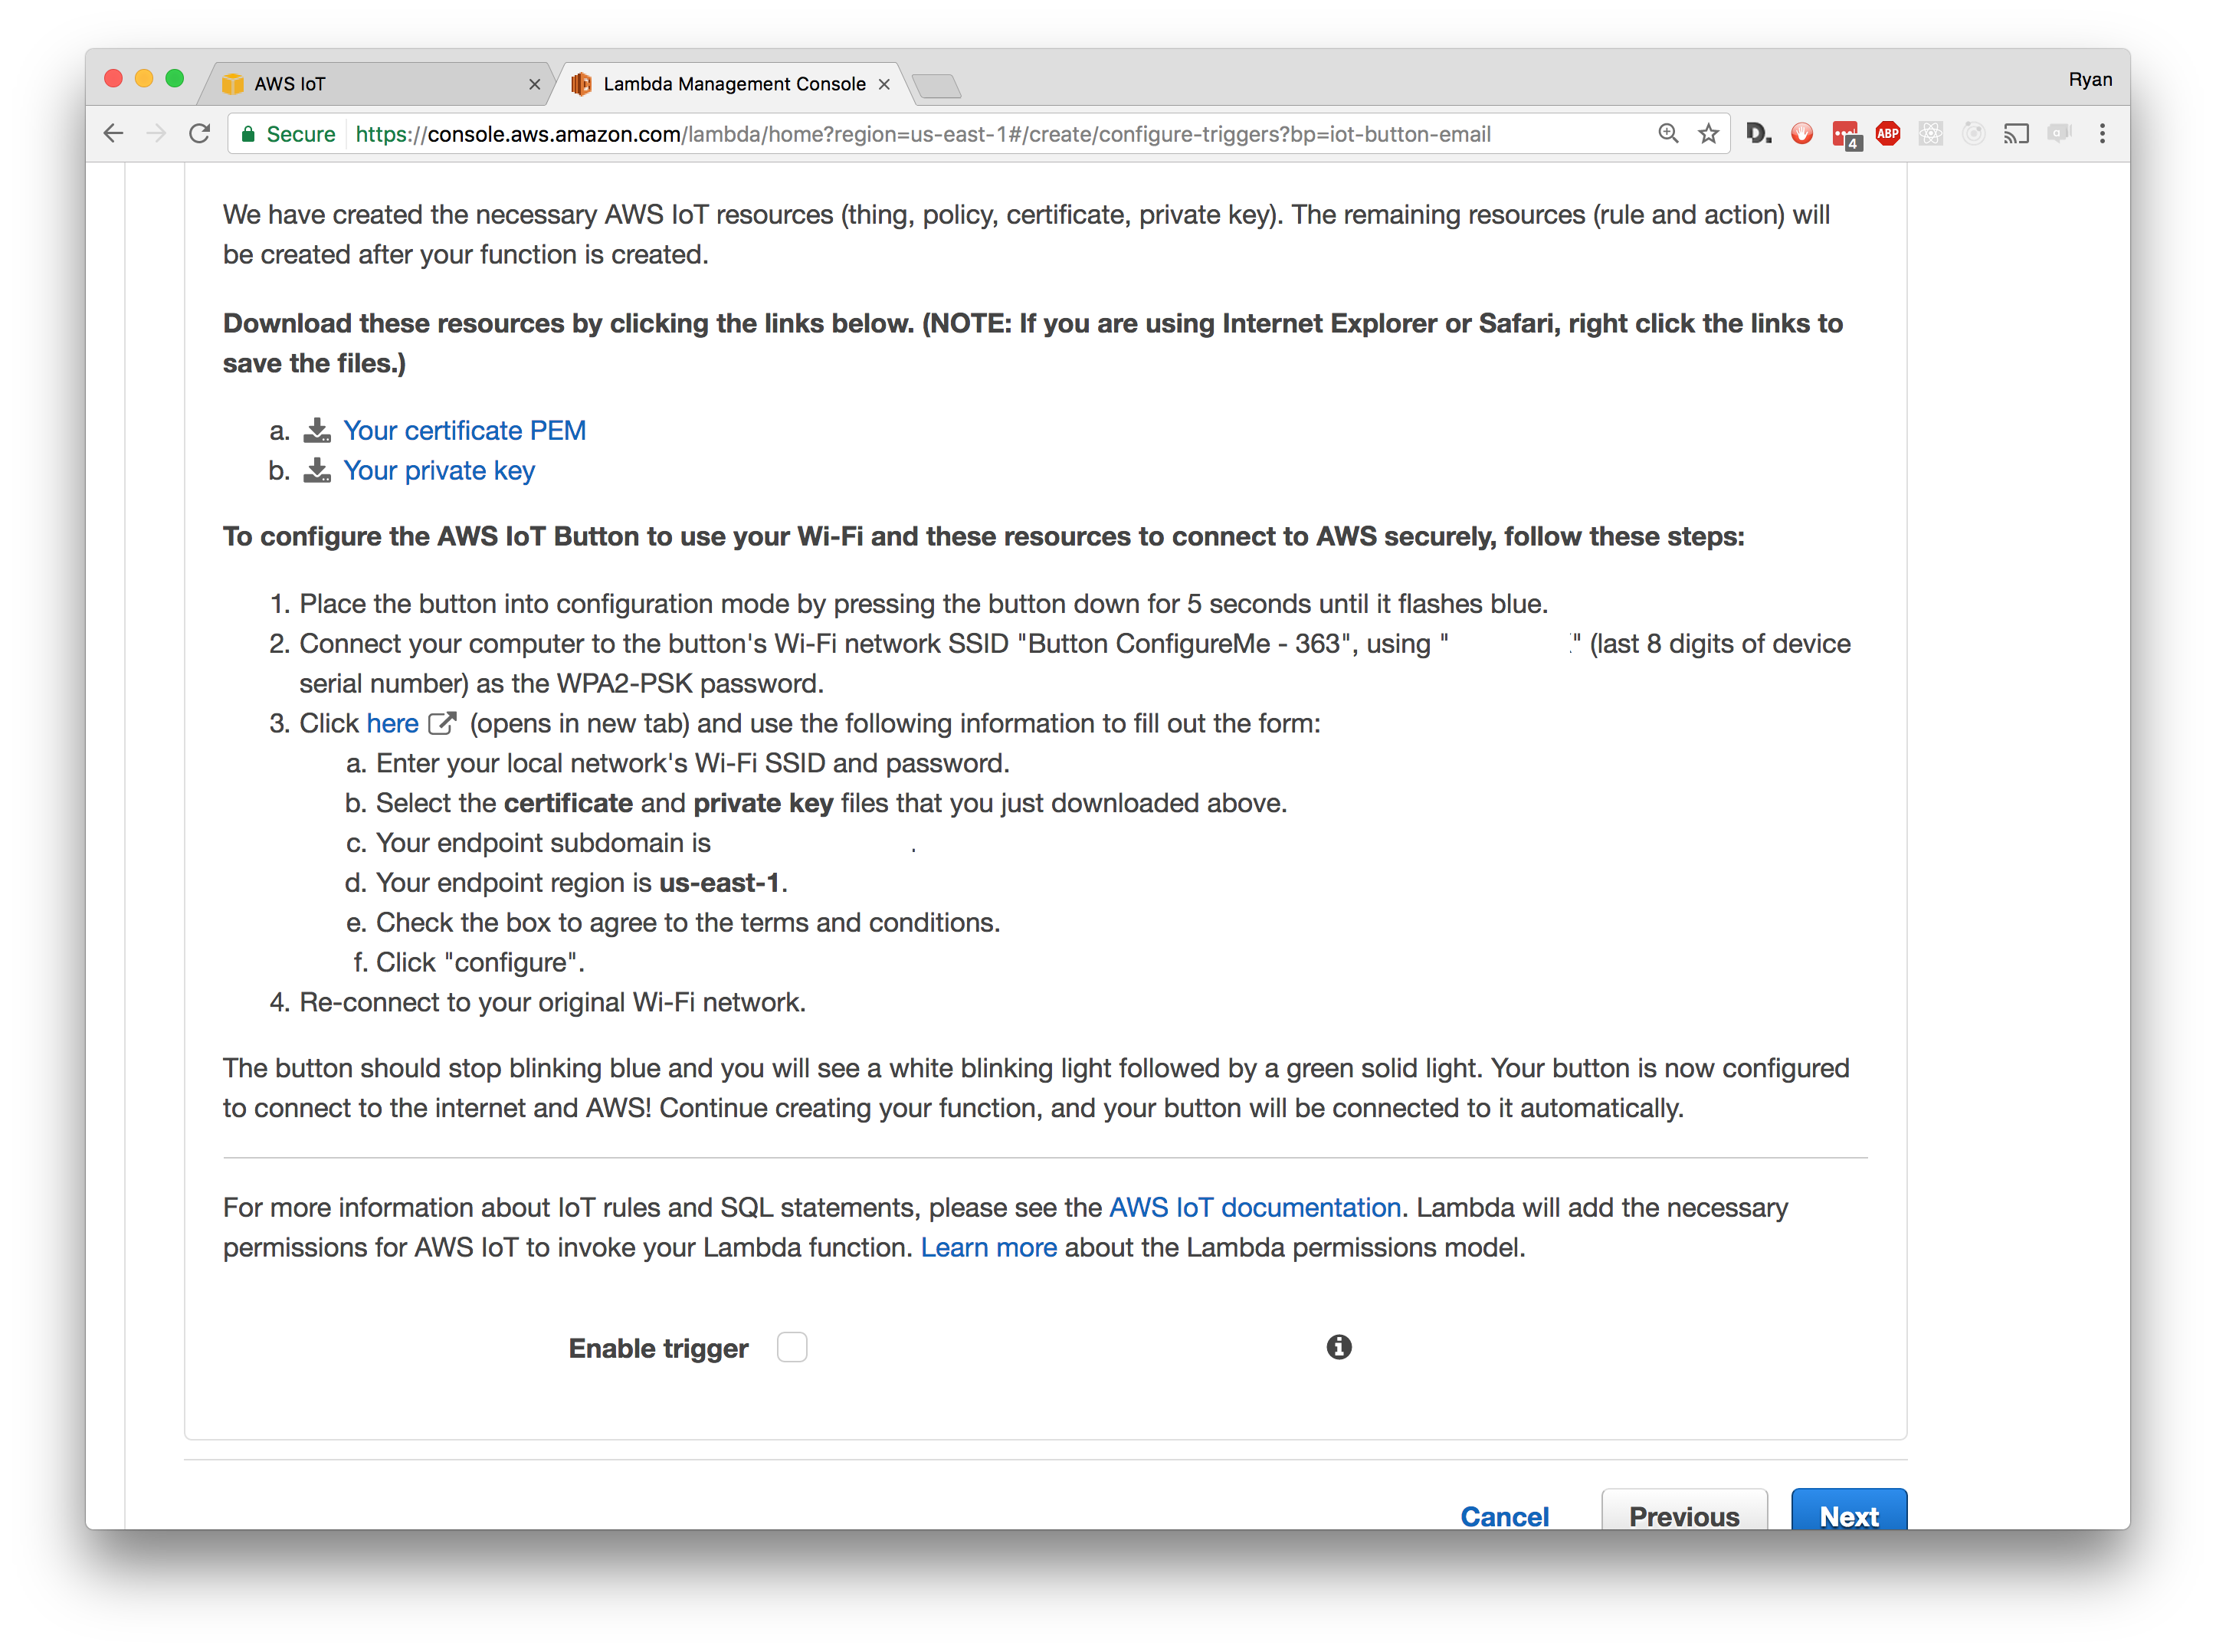 AWS IoT
Lambda Management Console
Ryan
Secure
https://console.aws.amazon.com/lambda/home?region=us-east-1#/create/configure-triggers?bp=iot-button-email
D.
4
ABP
We have created the necessary AWS IoT resources (thing, policy, certificate, private key). The remaining resources (rule and action) will
be created after your function is created.
Download these resources by clicking the links below. (NOTE: If you are using Internet Explorer or Safari, right click the links to
save the files.)
a. Your certificate PEM
b. Your private key
To configure the AWS IoT Button to use your Wi-Fi and these resources to connect to AWS securely, follow these steps:
1. Place the button into configuration mode by pressing the button down for 5 seconds until it flashes blue.
2. Connect your computer to the button's Wi-Fi network SSID "Button ConfigureMe - 363", using " " (last 8 digits of device
serial number) as the WPA2-PSK password.
3. Click here (opens in new tab) and use the following information to fill out the form:
a. Enter your local network's Wi-Fi SSID and password.
b. Select the certificate and private key files that you just downloaded above.
c. Your endpoint subdomain is .
d. Your endpoint region is us-east-1.
e. Check the box to agree to the terms and conditions.
f. Click "configure".
4. Re-connect to your original Wi-Fi network.
The button should stop blinking blue and you will see a white blinking light followed by a green solid light. Your button is now configured
to connect to the internet and AWS! Continue creating your function, and your button will be connected to it automatically.
For more information about IoT rules and SQL statements, please see the AWS IoT documentation. Lambda will add the necessary
permissions for AWS IoT to invoke your Lambda function. Learn more about the Lambda permissions model.
Enable trigger
Cancel
Previous
Next